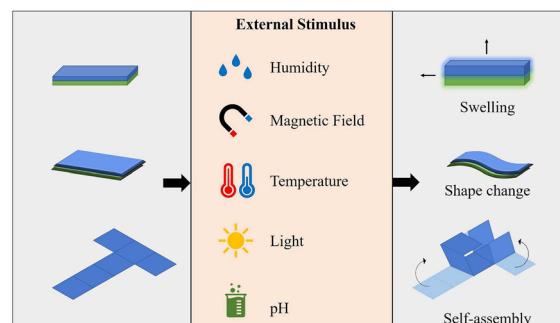 External Stimulus
Humidity
Magnetic Field
Temperature
Light
pH
Swelling
Shape change
Self-assembly